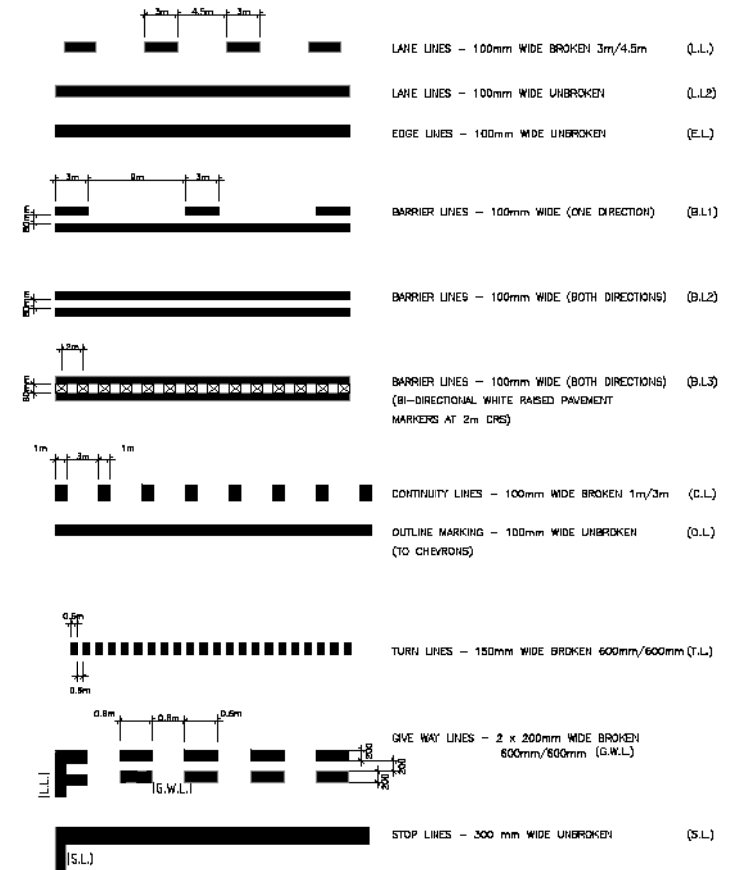 3m 4.5m 3m
LANE LINES – 100mm WIDE BROKEN 3m/4.5m (L.L.)
LANE LINES – 100mm WIDE UNBROKEN (L.L2)
EDGE LINES – 100mm WIDE UNBROKEN (E.L.)
3m 9m 3m
80mm
BARRIER LINES – 100mm WIDE (ONE DIRECTION) (B.L1)
80mm
BARRIER LINES – 100mm WIDE (BOTH DIRECTIONS) (B.L2)
2m
80mm
BARRIER LINES – 100mm WIDE (BOTH DIRECTIONS) (B.L3)
(BI-DIRECTIONAL WHITE RAISED PAVEMENT
MARKERS AT 2m CRS)
1m 3m 1m
CONTINUITY LINES – 100mm WIDE BROKEN 1m/3m (C.L.)
OUTLINE MARKING – 100mm WIDE UNBROKEN (O.L.)
(TO CHEVRONS)
0.6m
TURN LINES – 150mm WIDE BROKEN 600mm/600mm (T.L.)
0.6m
0.6m 0.6m 0.6m
GIVE WAY LINES – 2 x 200mm WIDE BROKEN
600mm/600mm (G.W.L.)
200
200
200
(L.L.)
(G.W.L.)
STOP LINES – 300 mm WIDE UNBROKEN (S.L.)
(S.L.)